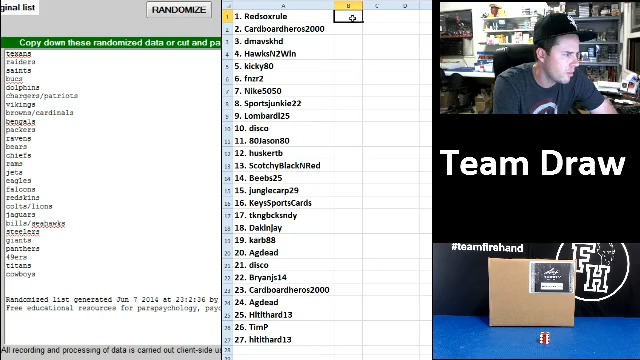 ginal list
RANDOMIZE
Copy down these randomized data or cut and pa
texans
raiders
saints
bucs
dolphins
chargers/patriots
vikings
browns/cardinals
bengals
packers
ravens
bears
chiefs
rams
jets
eagles
falcons
redskins
colts/lions
jaguars
bills/seahawks
steelers
giants
panthers
49ers
titans
cowboys
Randomized list generated Jun 7 2014 at 23:2:36 by
Free educational resources for parapsychology, psyc
All recording and processing of data is carried out client-side us
A B C D
1. Redsoxrule
2. Cardboardheros2000
3. dmavskhd
4. HawksN2Win
5. kicky80
6. fnzr2
7. Nike5050
8. Sportsjunkie22
9. Lombardi25
10. disco
11. 80Jason80
12. huskertb
13. ScotchyBlackNRed
14. Beebs25
15. junglecarp29
16. KeysSportsCards
17. tkngbcksndy
18. Dakinjay
19. karb88
20. Agdead
21. disco
22. Bryanjs14
23. Cardboardheros2000
24. Agdead
25. Hitithard13
26. TimP
27. hitithard13
Team Draw
#teamfirehand
FH